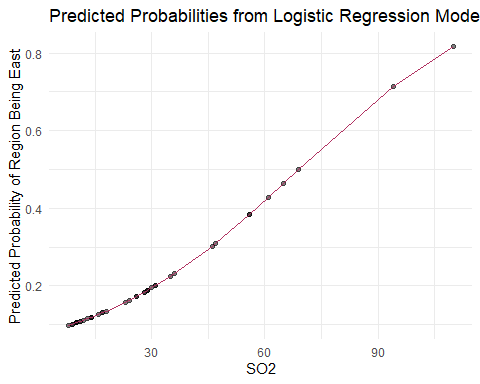 Predicted Probabilities from Logistic Regression Mode
Predicted Probability of Region Being East
0.8
0.6
0.4
0.2
30
60
90
SO2